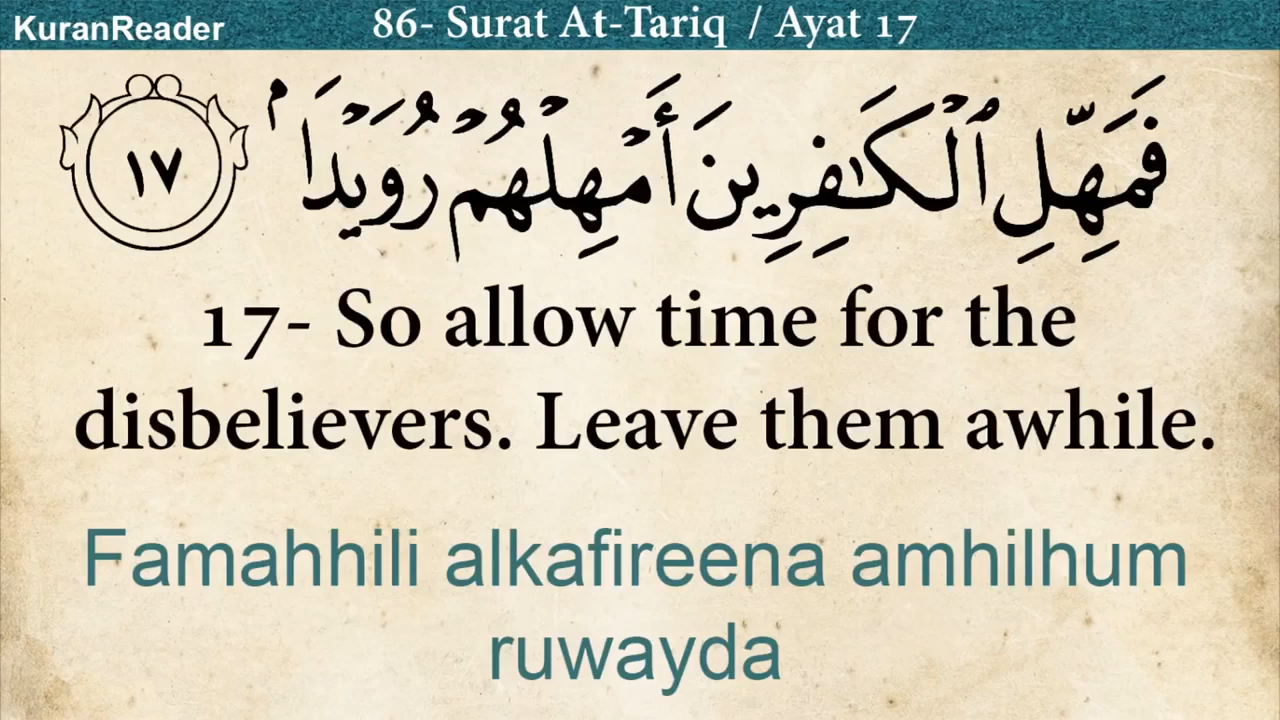 KuranReader
86- Surat At-Tariq / Ayat 17
فَمَهِّلِ ٱلْكَـٰفِرِينَ أَمْهِلْهُمْ رُوَيْدَۢا ١٧
17- So allow time for the
disbelievers. Leave them awhile.
Famahhili alkafireena amhilhum
ruwayda